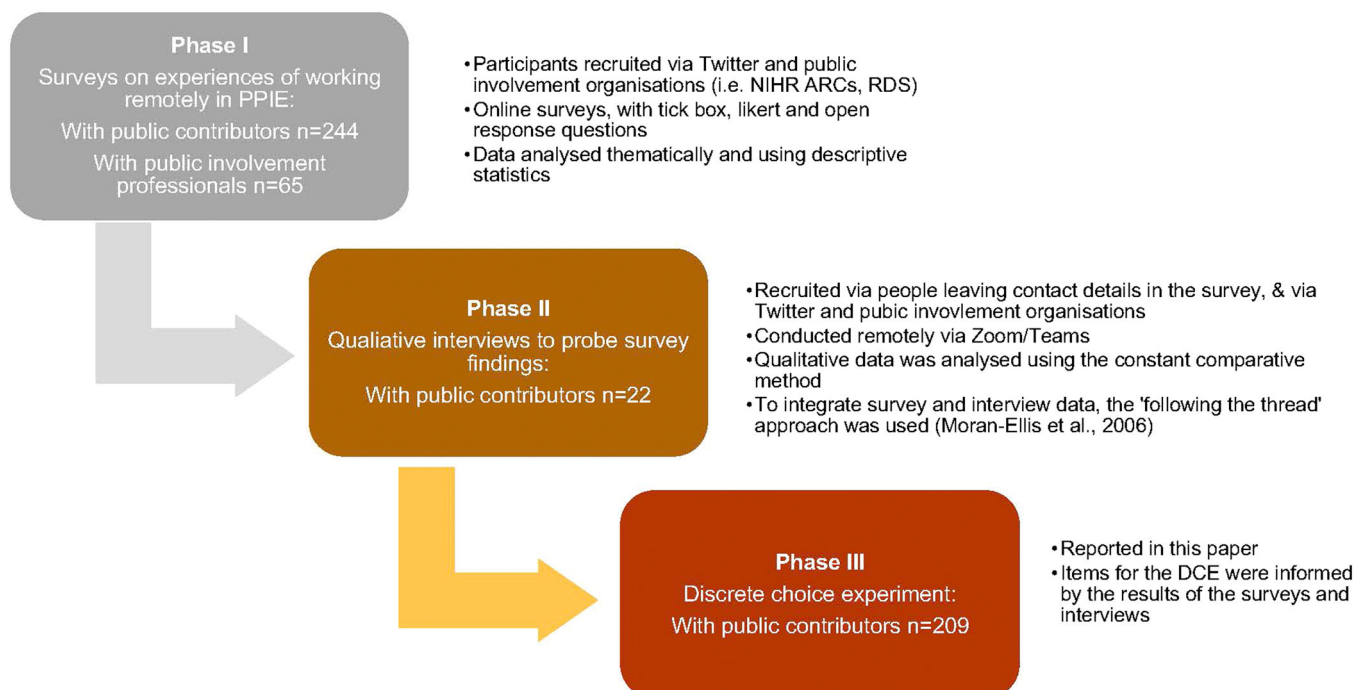 Phase I
Surveys on experiences of working
remotely in PPIE:
With public contributors n=244
With public involvement
professionals n=65
•Participants recruited via Twitter and public
involvement organisations (i.e. NIHR ARCs, RDS)
•Online surveys, with tick box, likert and open
response questions
•Data analysed thematically and using descriptive
statistics
Phase II
Qualiative interviews to probe survey
findings:
With public contributors n=22
•Recruited via people leaving contact details in the survey, & via
Twitter and pubic invovlement organisations
•Conducted remotely via Zoom/Teams
•Qualitative data was analysed using the constant comparative
method
•To integrate survey and interview data, the 'following the thread'
approach was used (Moran-Ellis et al., 2006)
Phase III
Discrete choice experiment:
With public contributors n=209
•Reported in this paper
•Items for the DCE were informed
by the results of the surveys and
interviews